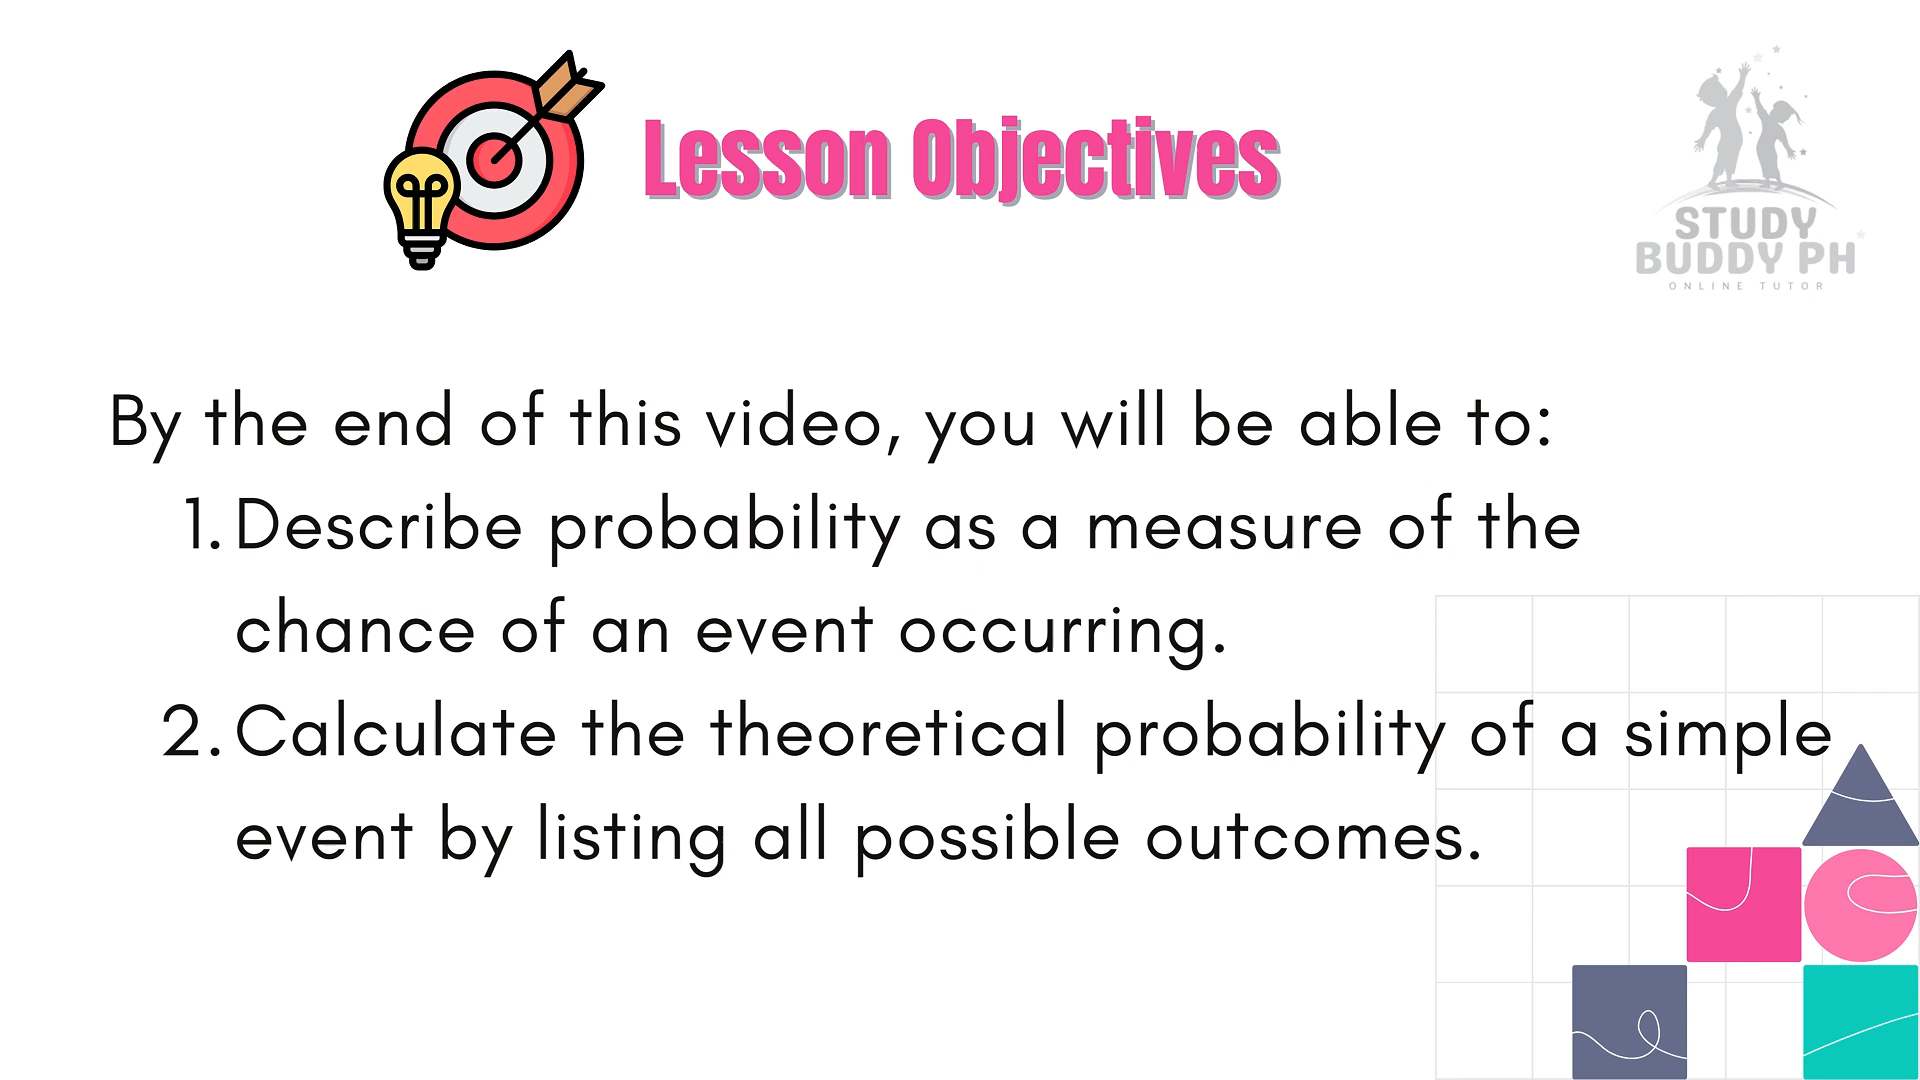 Lesson Objectives
STUDY
BUDDY PH
ONLINE TUTOR
By the end of this video, you will be able to:
1. Describe probability as a measure of the
chance of an event occurring.
2. Calculate the theoretical probability of a simple
event by listing all possible outcomes.